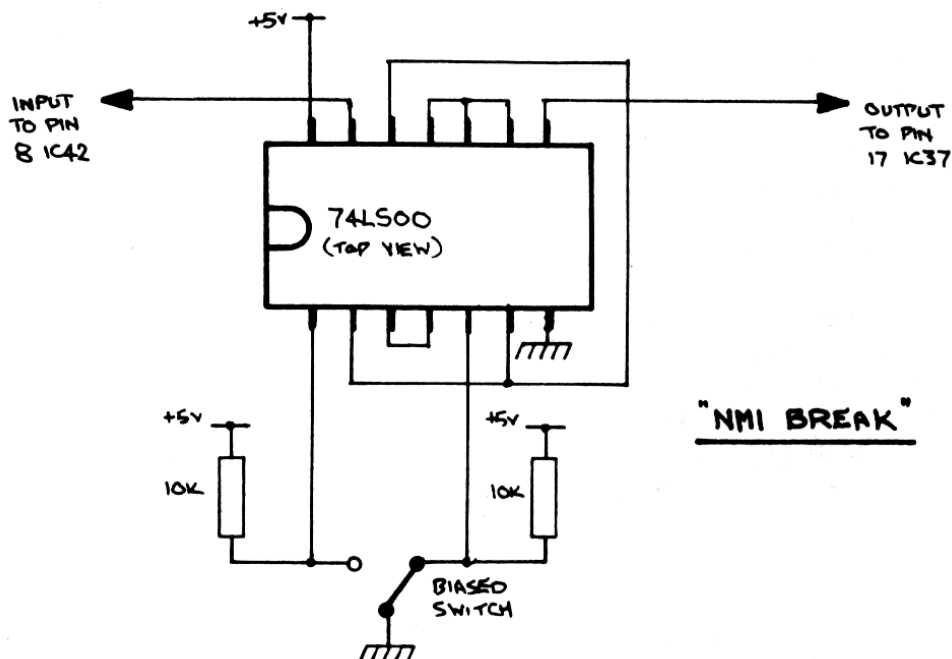 +5v
INPUT
TO PIN
8 IC42
OUTPUT
TO PIN
17 IC37
74LS00
(TOP VIEW)
+5v
+5v
"NMI BREAK"
10K
10K
BIASED
SWITCH